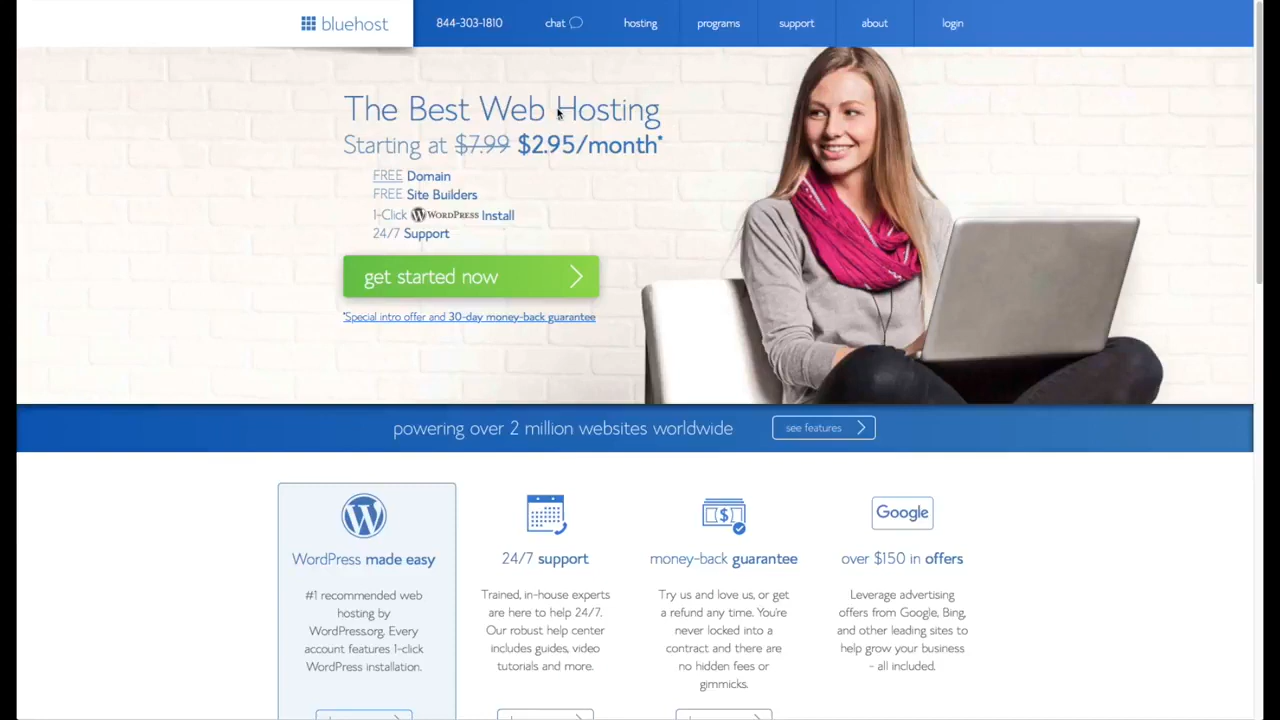 bluehost
844-303-1810
chat
hosting
programs
support
about
login
The Best Web Hosting
Starting at $7.99 $2.95/month*
FREE Domain
FREE Site Builders
1-Click WORDPRESS Install
24/7 Support
get started now
*Special intro offer and 30-day money-back guarantee
powering over 2 million websites worldwide
see features
WordPress made easy
#1 recommended web
hosting by
WordPress.org. Every
account features 1-click
WordPress installation.
24/7 support
Trained, in-house experts
are here to help 24/7.
Our robust help center
includes guides, video
tutorials and more.
money-back guarantee
Try us and love us, or get
a refund any time. You're
never locked into a
contract and there are
no hidden fees or
gimmicks.
Google
over $150 in offers
Leverage advertising
offers from Google, Bing,
and other leading sites to
help grow your business
- all included.